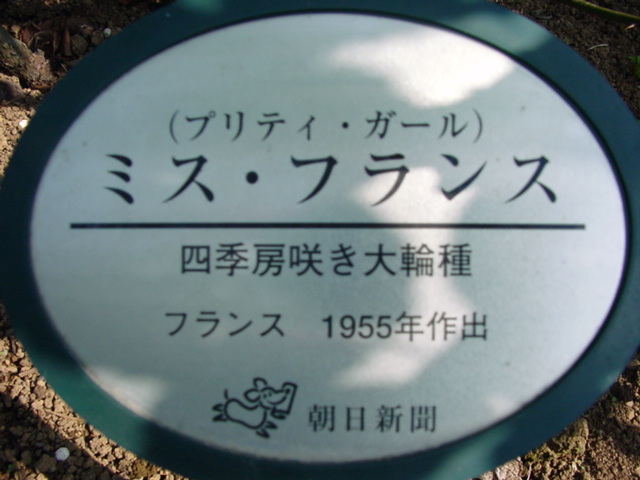 (プリティ・ガール)
ミス・フランス
四季房咲き大輪種
フランス 1955年作出
朝日新聞